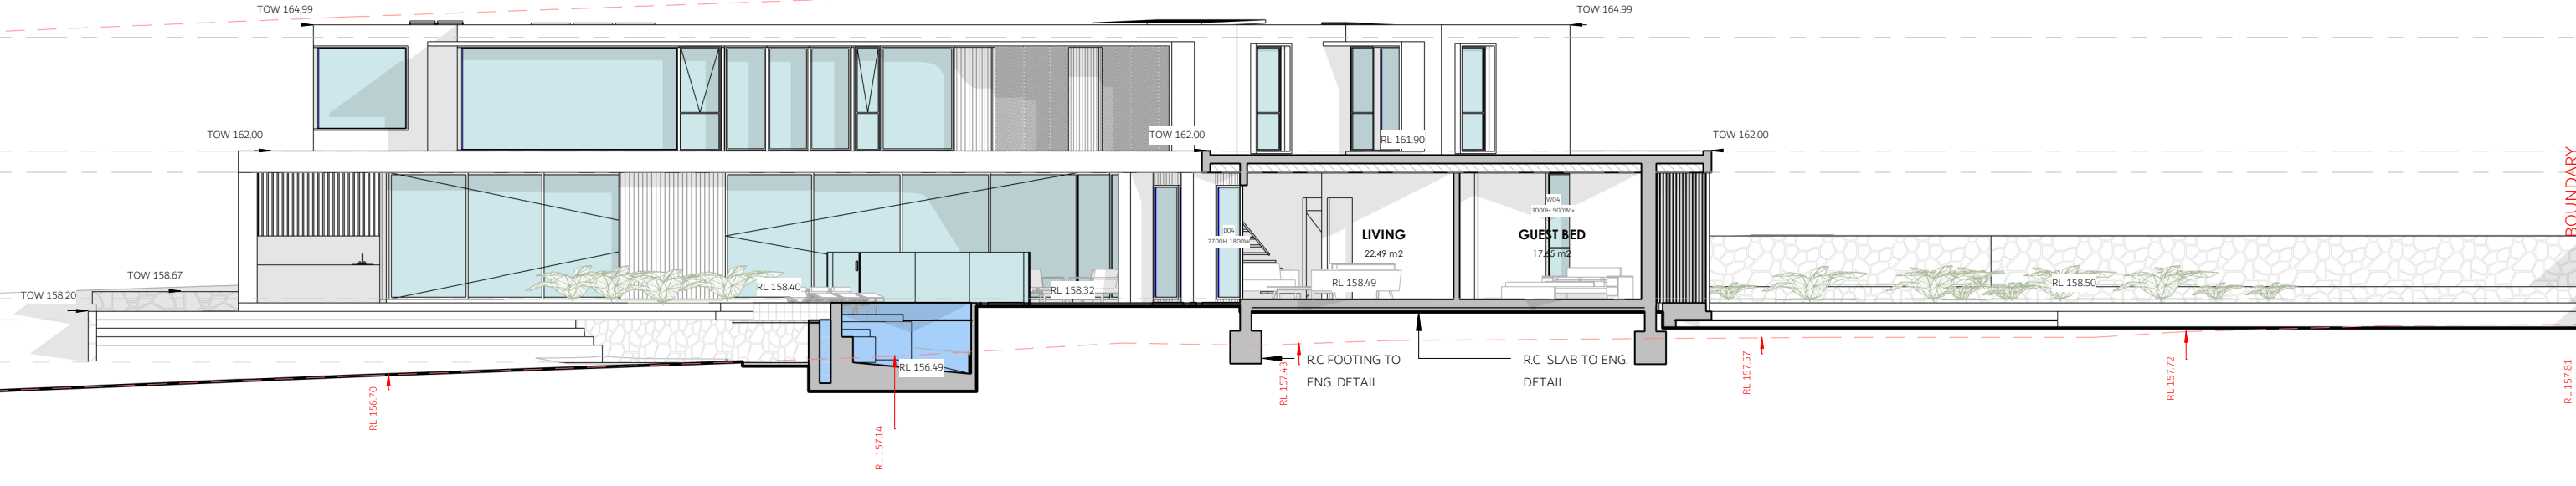 TOW 164.99
TOW 164.99
TOW 162.00
TOW 162.00
RL 161.90
TOW 162.00
BOUNDARY
W04
3000H 900W x
D04
2700H 1800W
LIVING
22.49 m2
GUEST BED
17.65 m2
TOW 158.67
TOW 158.20
RL 158.40
RL 158.32
RL 158.49
RL 158.50
RL 156.49
R.C FOOTING TO
ENG. DETAIL
R.C SLAB TO ENG.
DETAIL
RL 156.70
RL 157.14
RL 157.43
RL 157.57
RL 157.72
RL 157.81